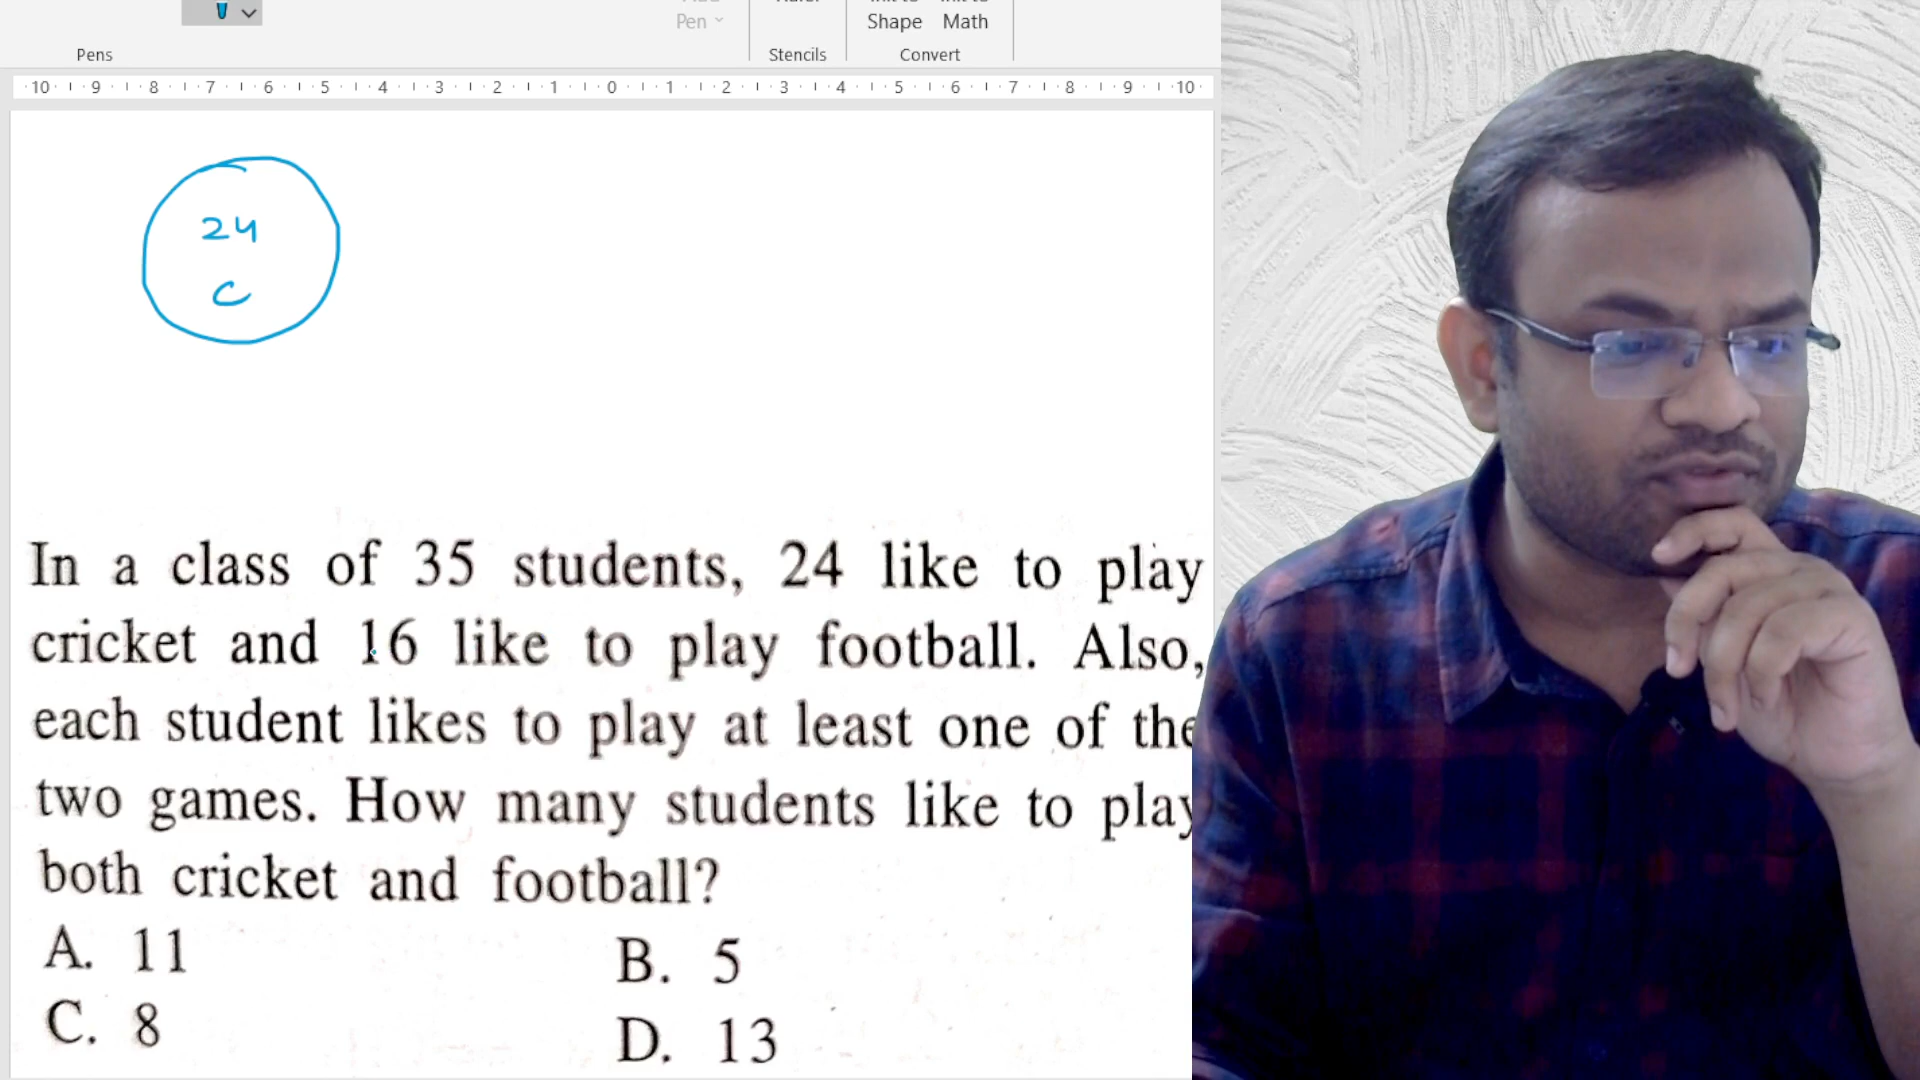 Pen
Shape Math
Pens Stencils Convert
10 9 8 7 6 5 4 3 2 1 0 1 2 3 4 5 6 7 8 9 10
24
C
In a class of 35 students, 24 like to play
cricket and 16 like to play football. Also,
each student likes to play at least one of the
two games. How many students like to play
both cricket and football?
A. 11 B. 5
C. 8 D. 13